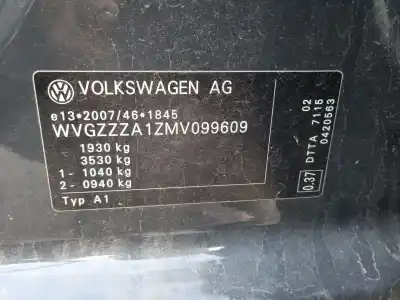 VOLKSWAGEN AG
e13*2007/46*1845
WVGZZZA1ZMV099609
1930 kg
3530 kg
1- 1040 kg
2- 0940 kg
Typ A1
0.37 DTTA 7115 02
0420563